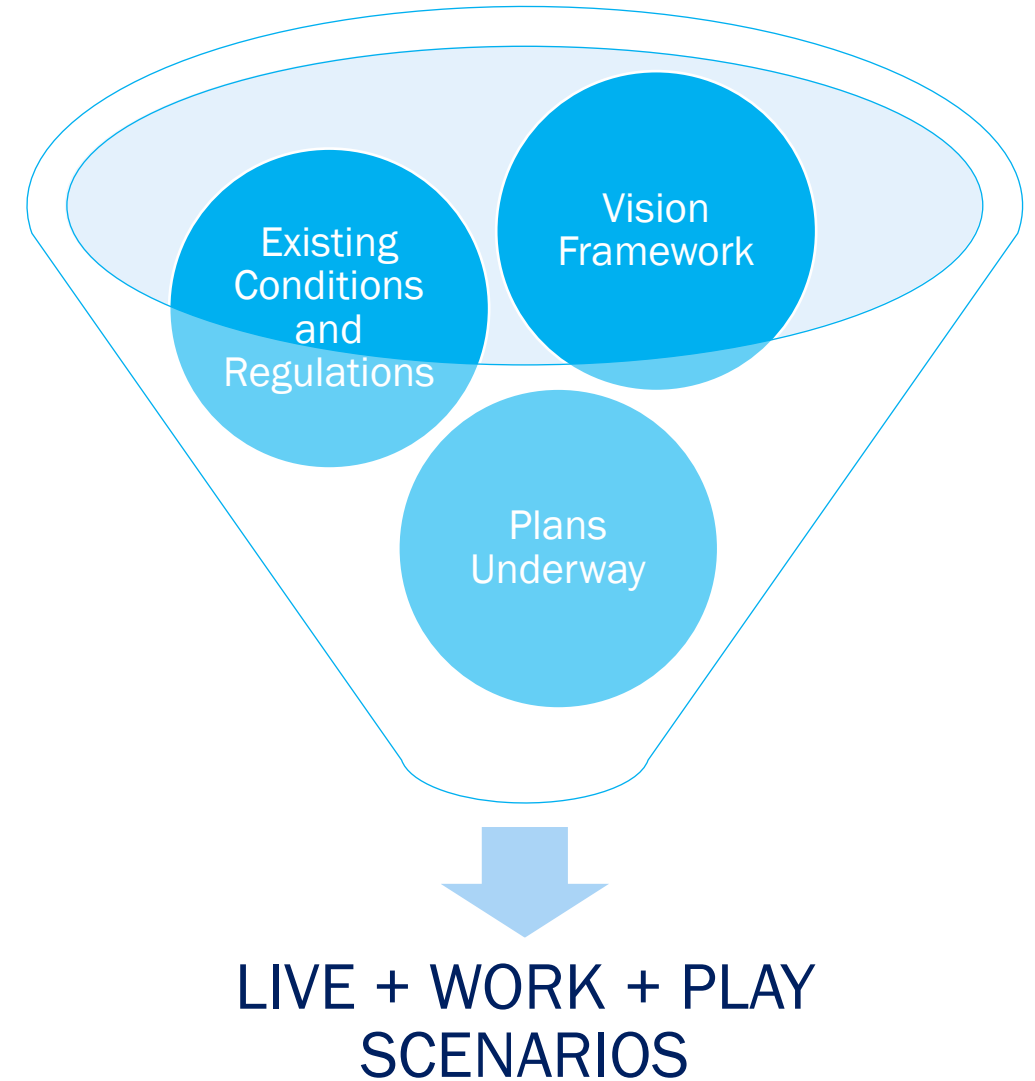 Existing
Conditions
and
Regulations
Vision
Framework
Plans
Underway
LIVE + WORK + PLAY
SCENARIOS